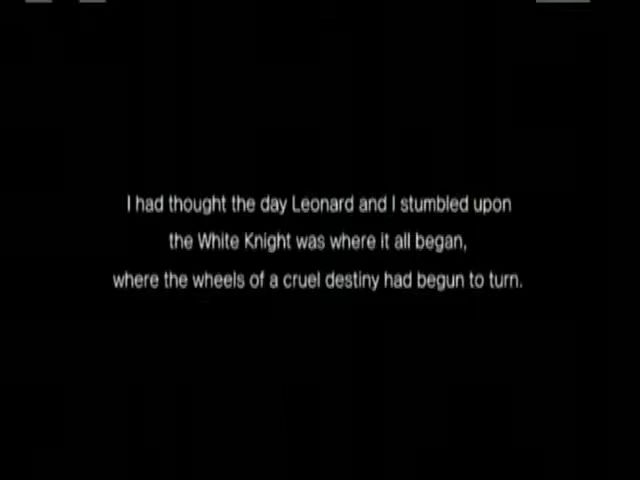 I had thought the day Leonard and I stumbled upon
the White Knight was where it all began,
where the wheels of a cruel destiny had begun to turn.